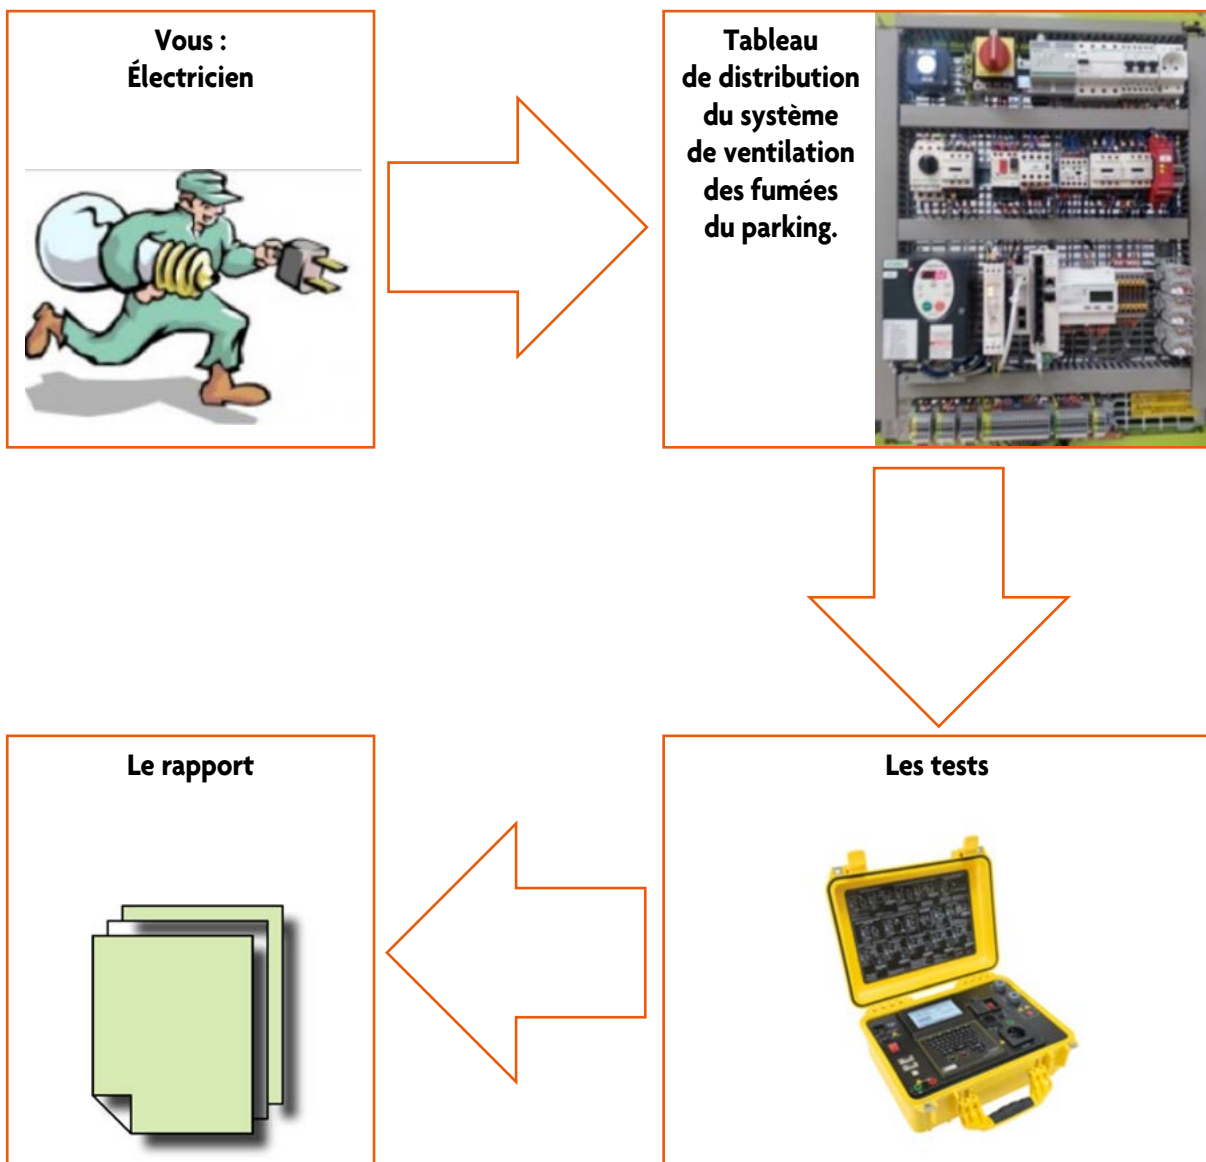 Vous :
Électricien
Tableau
de distribution
du système
de ventilation
des fumées
du parking.
Les tests
Le rapport